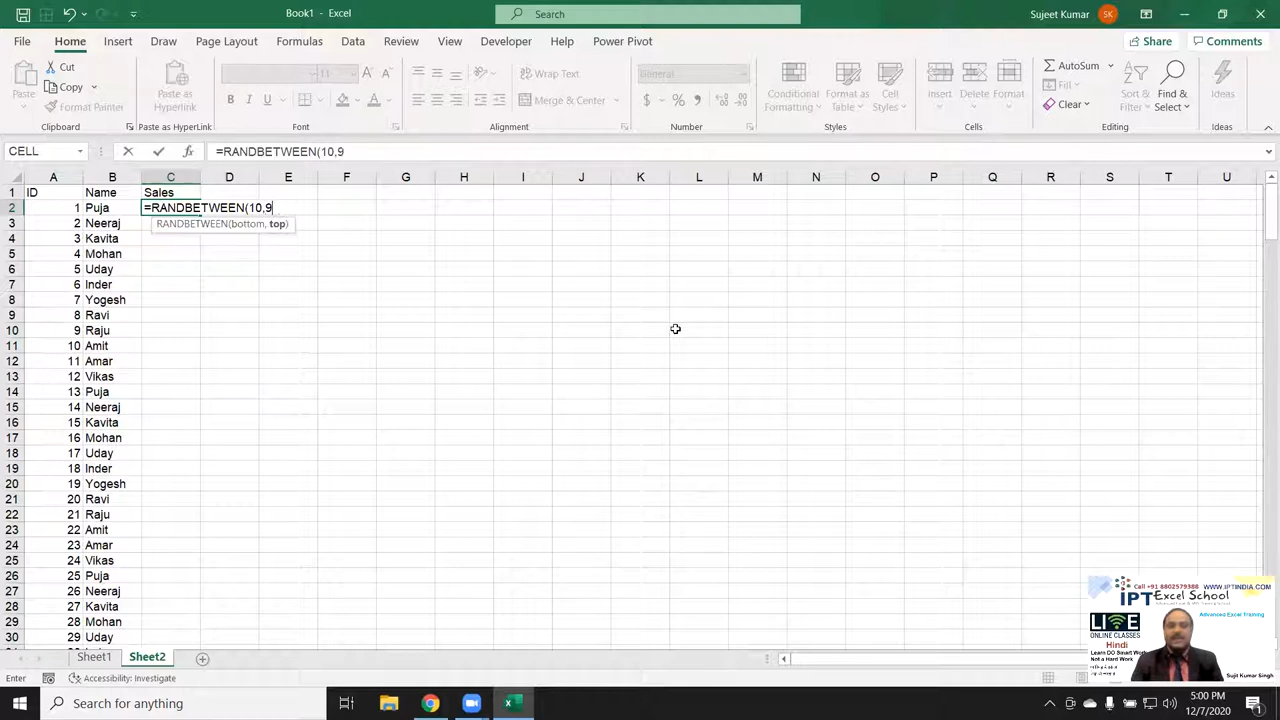 Book1 - Excel
Search
Sujeet Kumar
SK
File Home Insert Draw Page Layout Formulas Data Review View Developer Help Power Pivot
Share
Comments
Paste
Cut
Copy
Format Painter
Clipboard
Paste as HyperLink
Paste as HyperLink
11
B I U
Font
Wrap Text
Merge & Center
Alignment
General
$ % ,
Number
Conditional Formatting
Format as Table
Cell Styles
Styles
Insert
Delete
Format
Cells
AutoSum
Fill
Clear
Sort & Filter
Find & Select
Editing
Ideas
Ideas
CELL
=RANDBETWEEN(10,9
A B C D E F G H I J K L M N O P Q R S T U
1 ID Name Sales
2 1 Puja =RANDBETWEEN(10,9
RANDBETWEEN(bottom, top)
3 2 Neeraj
4 3 Kavita
5 4 Mohan
6 5 Uday
7 6 Inder
8 7 Yogesh
9 8 Ravi
10 9 Raju
11 10 Amit
12 11 Amar
13 12 Vikas
14 13 Puja
15 14 Neeraj
16 15 Kavita
17 16 Mohan
18 17 Uday
19 18 Inder
20 19 Yogesh
21 20 Ravi
22 21 Raju
23 22 Amit
24 23 Amar
25 24 Vikas
26 25 Puja
27 26 Neeraj
28 27 Kavita
29 28 Mohan
30 29 Uday
Call +91 8802579388 WWW.IPTINDIA.COM
IPT Excel School
LIVE
ONLINE CLASSES
Hindi
Learn DO Smart Work
Not a Hard Work
Advanced Excel Training
Sujit Kumar Singh
Sheet1 Sheet2
Enter
Accessibility: Investigate
Search for anything
5:00 PM
12/7/2020
1